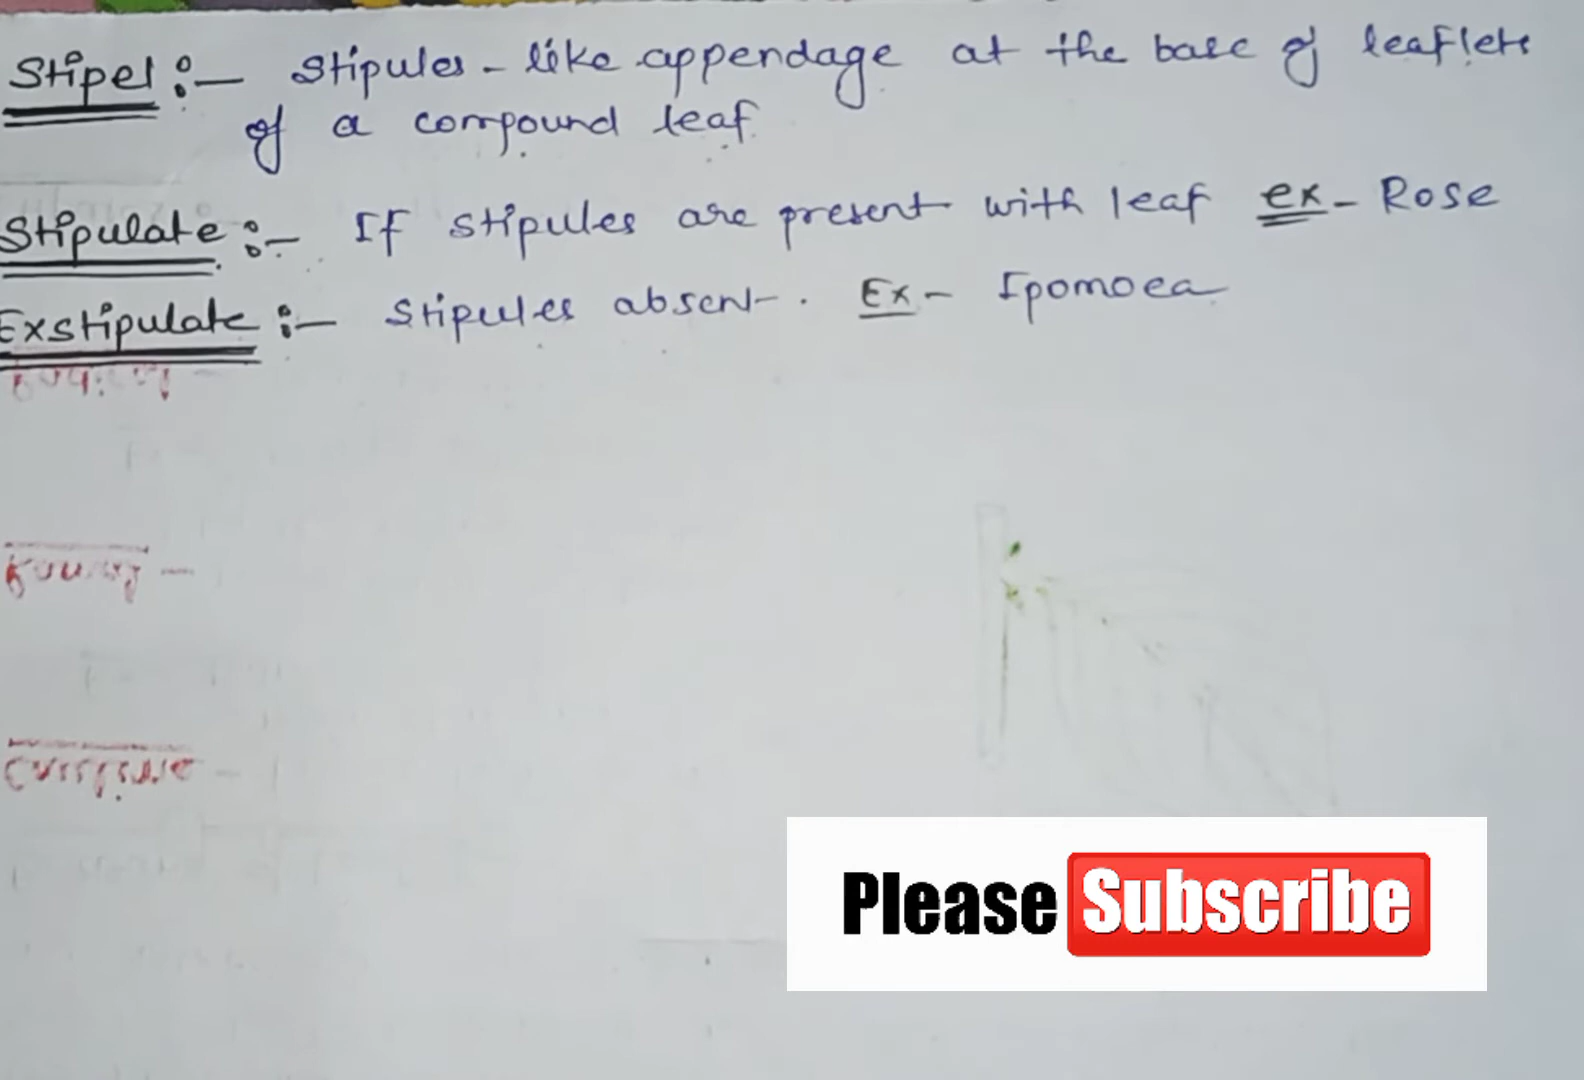 Stipel :- Stipules-like appendage at the base of leaflets
of a compound leaf
Stipulate :- If stipules are present with leaf ex- Rose
Exstipulate :- Stipules absent. Ex- Ipomoea
Please Subscribe